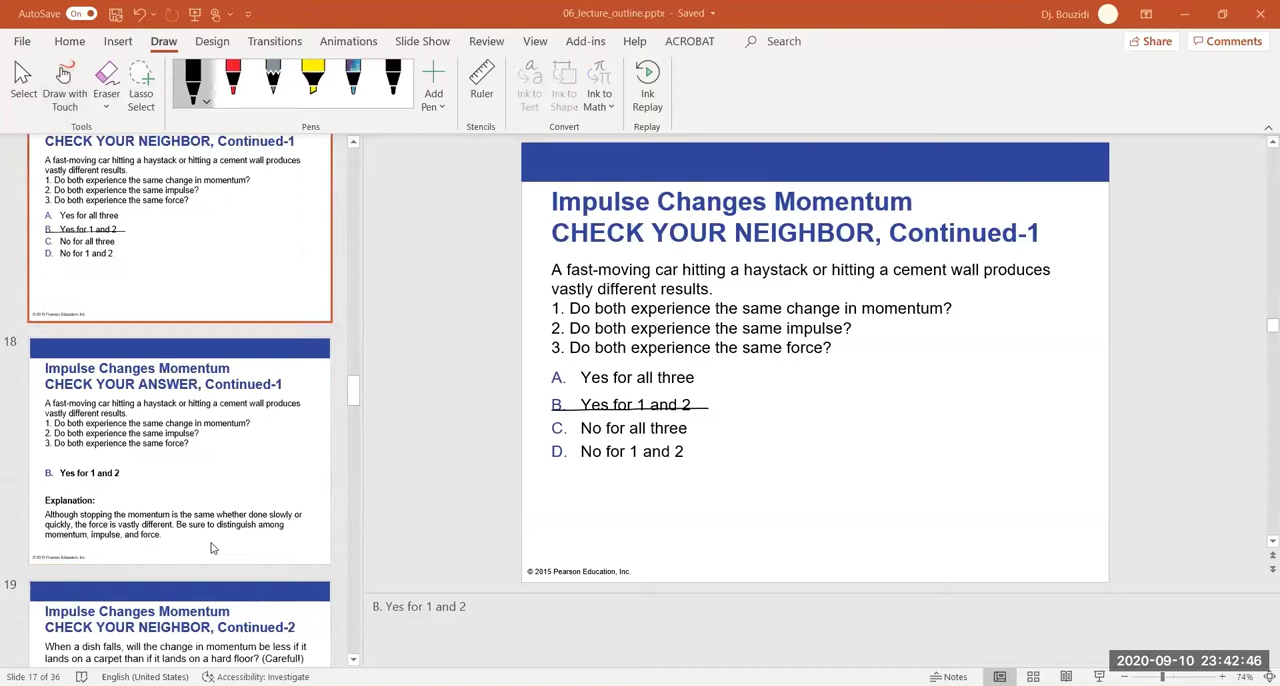 AutoSave On
06_lecture_outline.pptx - Saved
Dj. Bouzidi
File Home Insert Draw Design Transitions Animations Slide Show Review View Add-ins Help ACROBAT Search
Share Comments
Select
Draw with Touch
Eraser
Lasso Select
Add Pen
Ruler
Ink to Text
Ink to Shape
Ink to Math
Ink Replay
Tools Pens Stencils Convert Replay
CHECK YOUR NEIGHBOR, Continued-1
A fast-moving car hitting a haystack or hitting a cement wall produces
vastly different results.
1. Do both experience the same change in momentum?
2. Do both experience the same impulse?
3. Do both experience the same force?
A. Yes for all three
B. Yes for 1 and 2
C. No for all three
D. No for 1 and 2
© 2015 Pearson Education, Inc.
18
Impulse Changes Momentum
CHECK YOUR ANSWER, Continued-1
A fast-moving car hitting a haystack or hitting a cement wall produces
vastly different results.
1. Do both experience the same change in momentum?
2. Do both experience the same impulse?
3. Do both experience the same force?
B. Yes for 1 and 2
Explanation:
Although stopping the momentum is the same whether done slowly or
quickly, the force is vastly different. Be sure to distinguish among
momentum, impulse, and force.
© 2015 Pearson Education, Inc.
19
Impulse Changes Momentum
CHECK YOUR NEIGHBOR, Continued-2
When a dish falls, will the change in momentum be less if it
lands on a carpet than if it lands on a hard floor? (Careful!)
Impulse Changes Momentum
CHECK YOUR NEIGHBOR, Continued-1
A fast-moving car hitting a haystack or hitting a cement wall produces
vastly different results.
1. Do both experience the same change in momentum?
2. Do both experience the same impulse?
3. Do both experience the same force?
A. Yes for all three
B. Yes for 1 and 2
C. No for all three
D. No for 1 and 2
© 2015 Pearson Education, Inc.
B. Yes for 1 and 2
2020-09-10 23:42:46
Slide 17 of 36 English (United States) Accessibility: Investigate Notes 74%